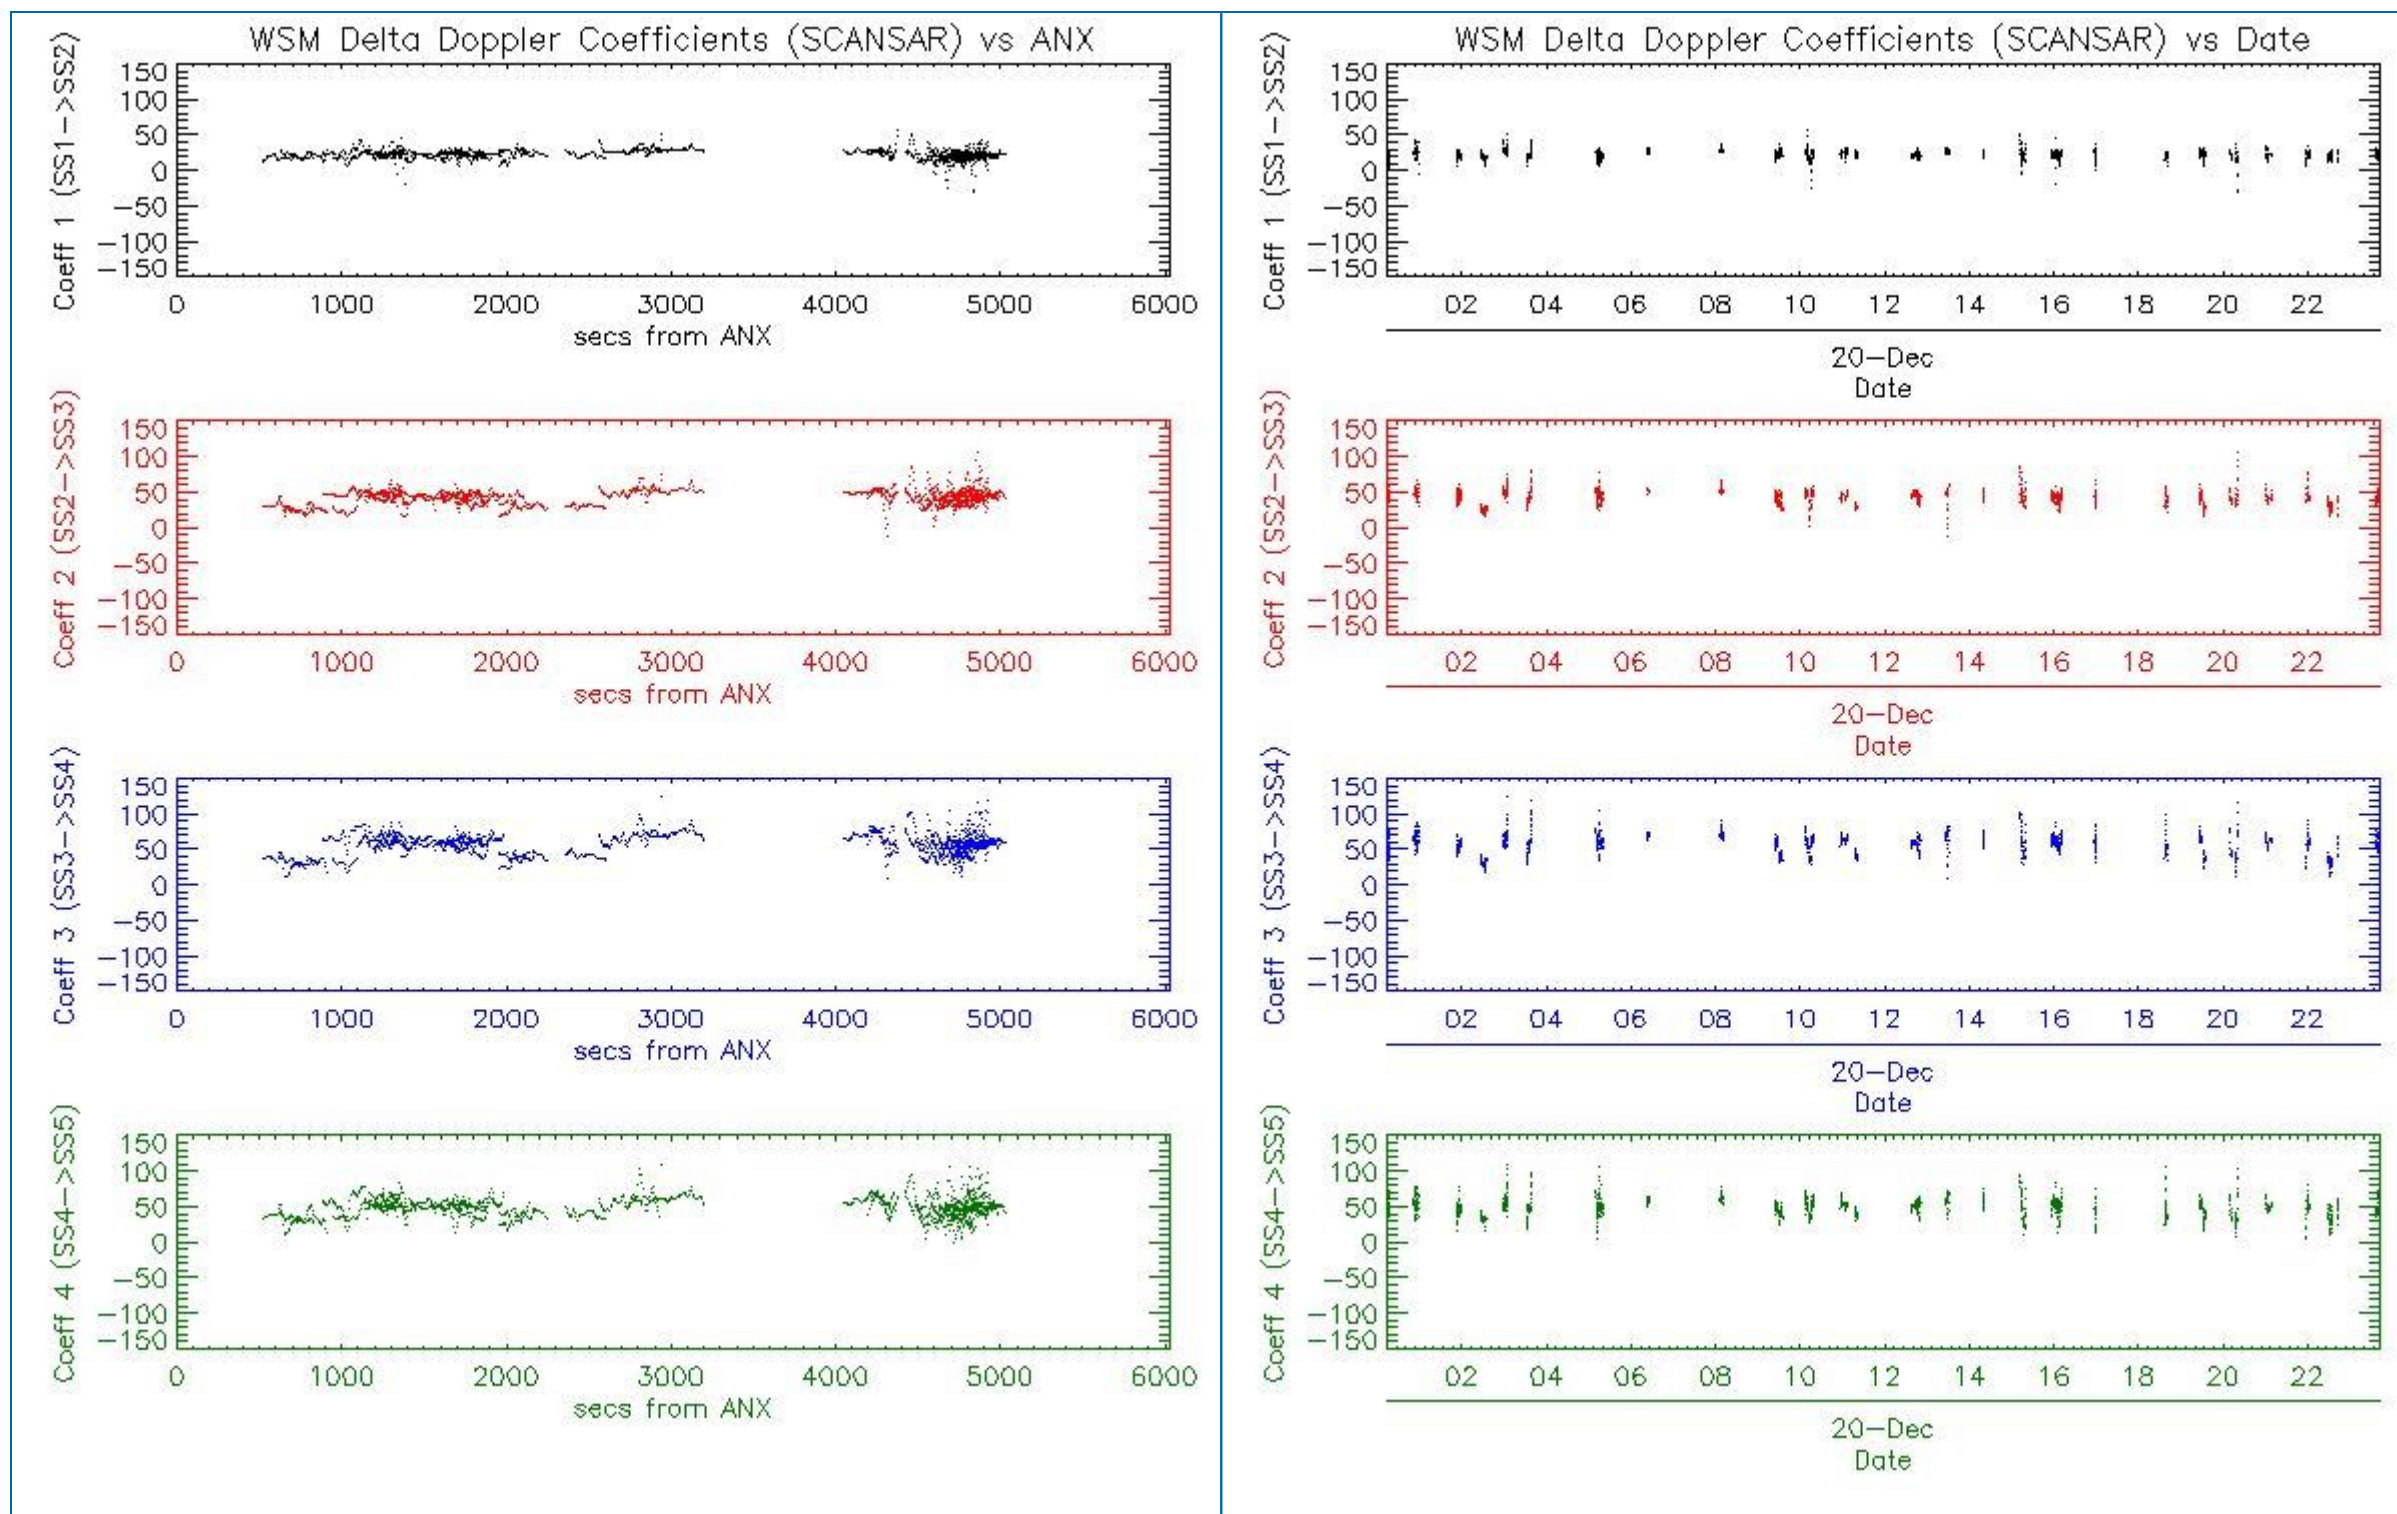 WSM Delta Doppler Coefficients (SCANSAR) vs ANX
Coeff 1 (SS1->SS2)
150
100
50
0
-50
-100
-150
0 1000 2000 3000 4000 5000 6000
secs from ANX
Coeff 2 (SS2->SS3)
150
100
50
0
-50
-100
-150
0 1000 2000 3000 4000 5000 6000
secs from ANX
Coeff 3 (SS3->SS4)
150
100
50
0
-50
-100
-150
0 1000 2000 3000 4000 5000 6000
secs from ANX
Coeff 4 (SS4->SS5)
150
100
50
0
-50
-100
-150
0 1000 2000 3000 4000 5000 6000
secs from ANX
WSM Delta Doppler Coefficients (SCANSAR) vs Date
Coeff 1 (SS1->SS2)
150
100
50
0
-50
-100
-150
02 04 06 08 10 12 14 16 18 20 22
20-Dec
Date
Coeff 2 (SS2->SS3)
150
100
50
0
-50
-100
-150
02 04 06 08 10 12 14 16 18 20 22
20-Dec
Date
Coeff 3 (SS3->SS4)
150
100
50
0
-50
-100
-150
02 04 06 08 10 12 14 16 18 20 22
20-Dec
Date
Coeff 4 (SS4->SS5)
150
100
50
0
-50
-100
-150
02 04 06 08 10 12 14 16 18 20 22
20-Dec
Date